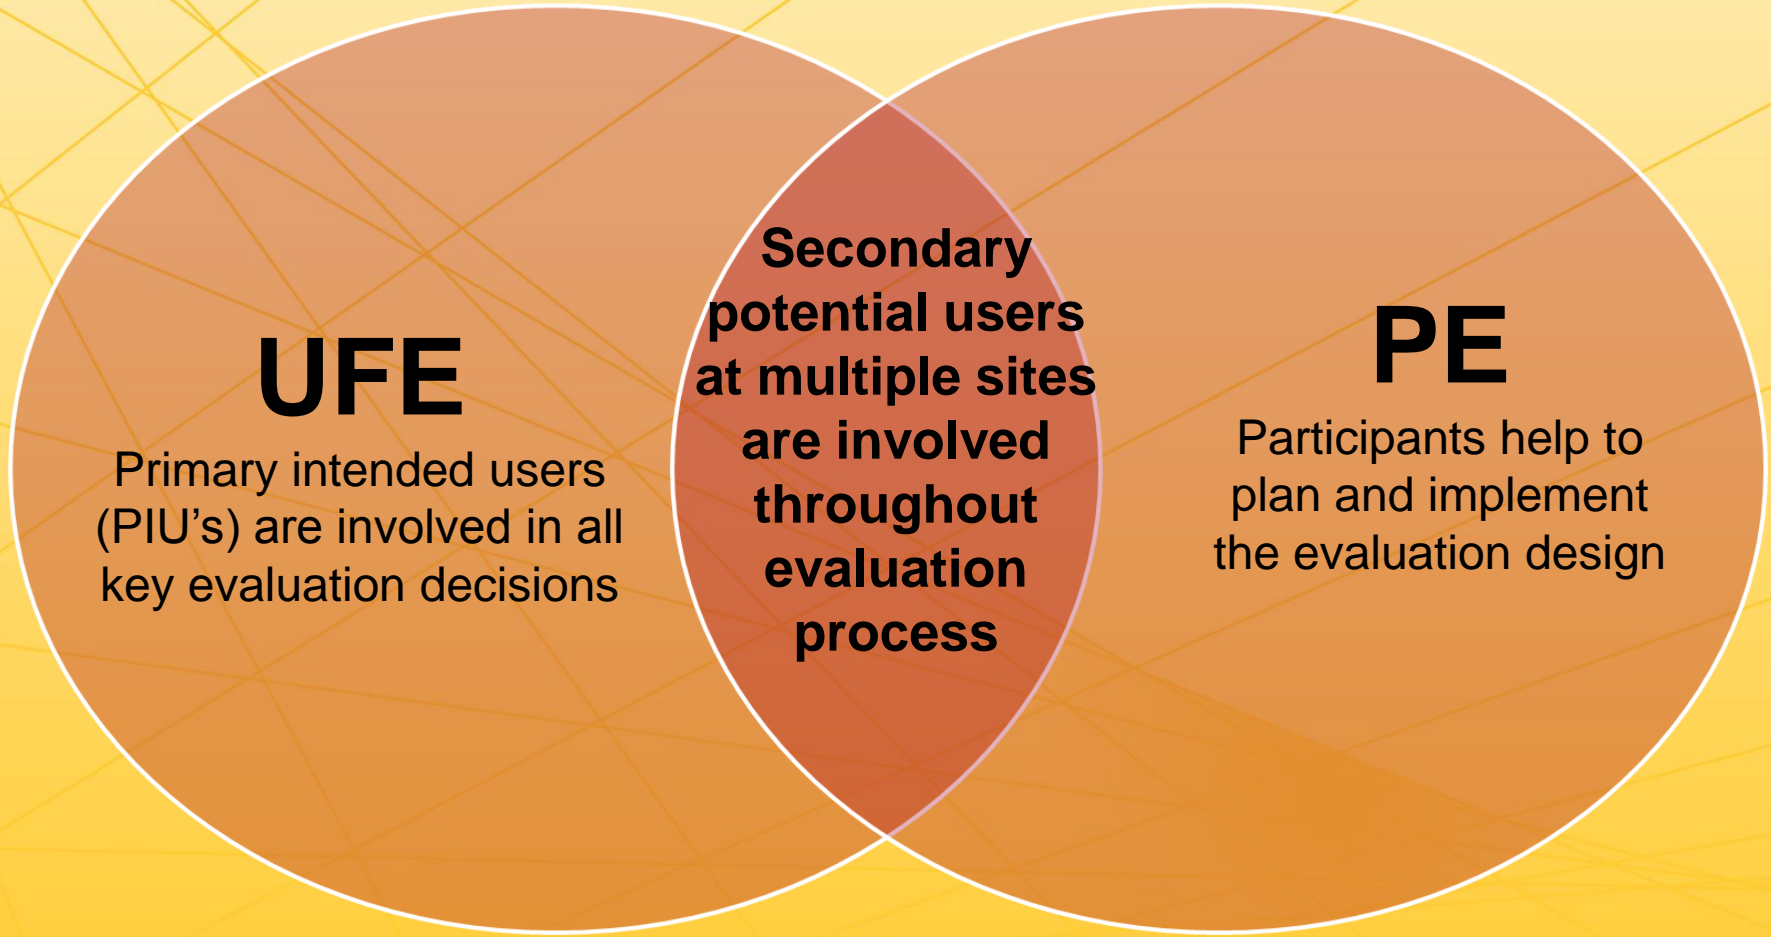 UFE
Primary intended users
(PIU’s) are involved in all
key evaluation decisions
Secondary
potential users
at multiple sites
are involved
throughout
evaluation
process
PE
Participants help to
plan and implement
the evaluation design